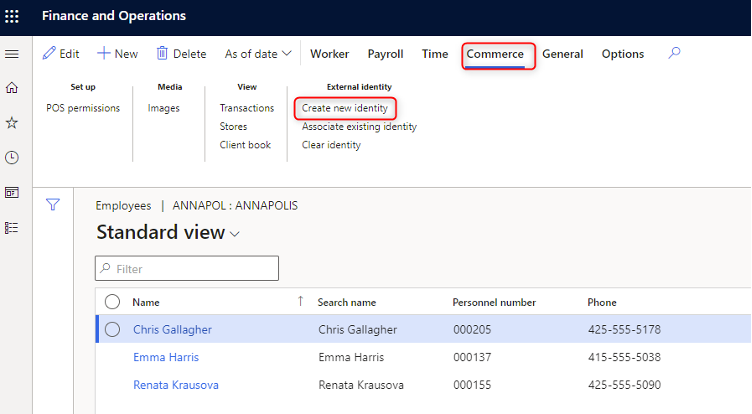 Finance and Operations
Edit New Delete As of date Worker Payroll Time Commerce General Options
Set up Media View External identity
POS permissions Images Transactions Create new identity
Stores Associate existing identity
Client book Clear identity
Employees | ANNAPOL : ANNAPOLIS
Standard view
Filter
Name Search name Personnel number Phone
Chris Gallagher Chris Gallagher 000205 425-555-5178
Emma Harris Emma Harris 000137 415-555-5038
Renata Krausova Renata Krausova 000155 425-555-5090